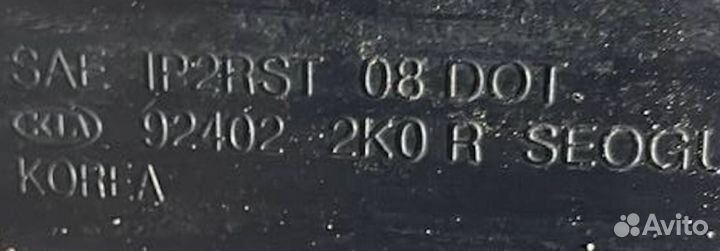 SAE IP2RST 08 DOT.
KIA 92402 2K0 R SEOGU
KOREA
Avito